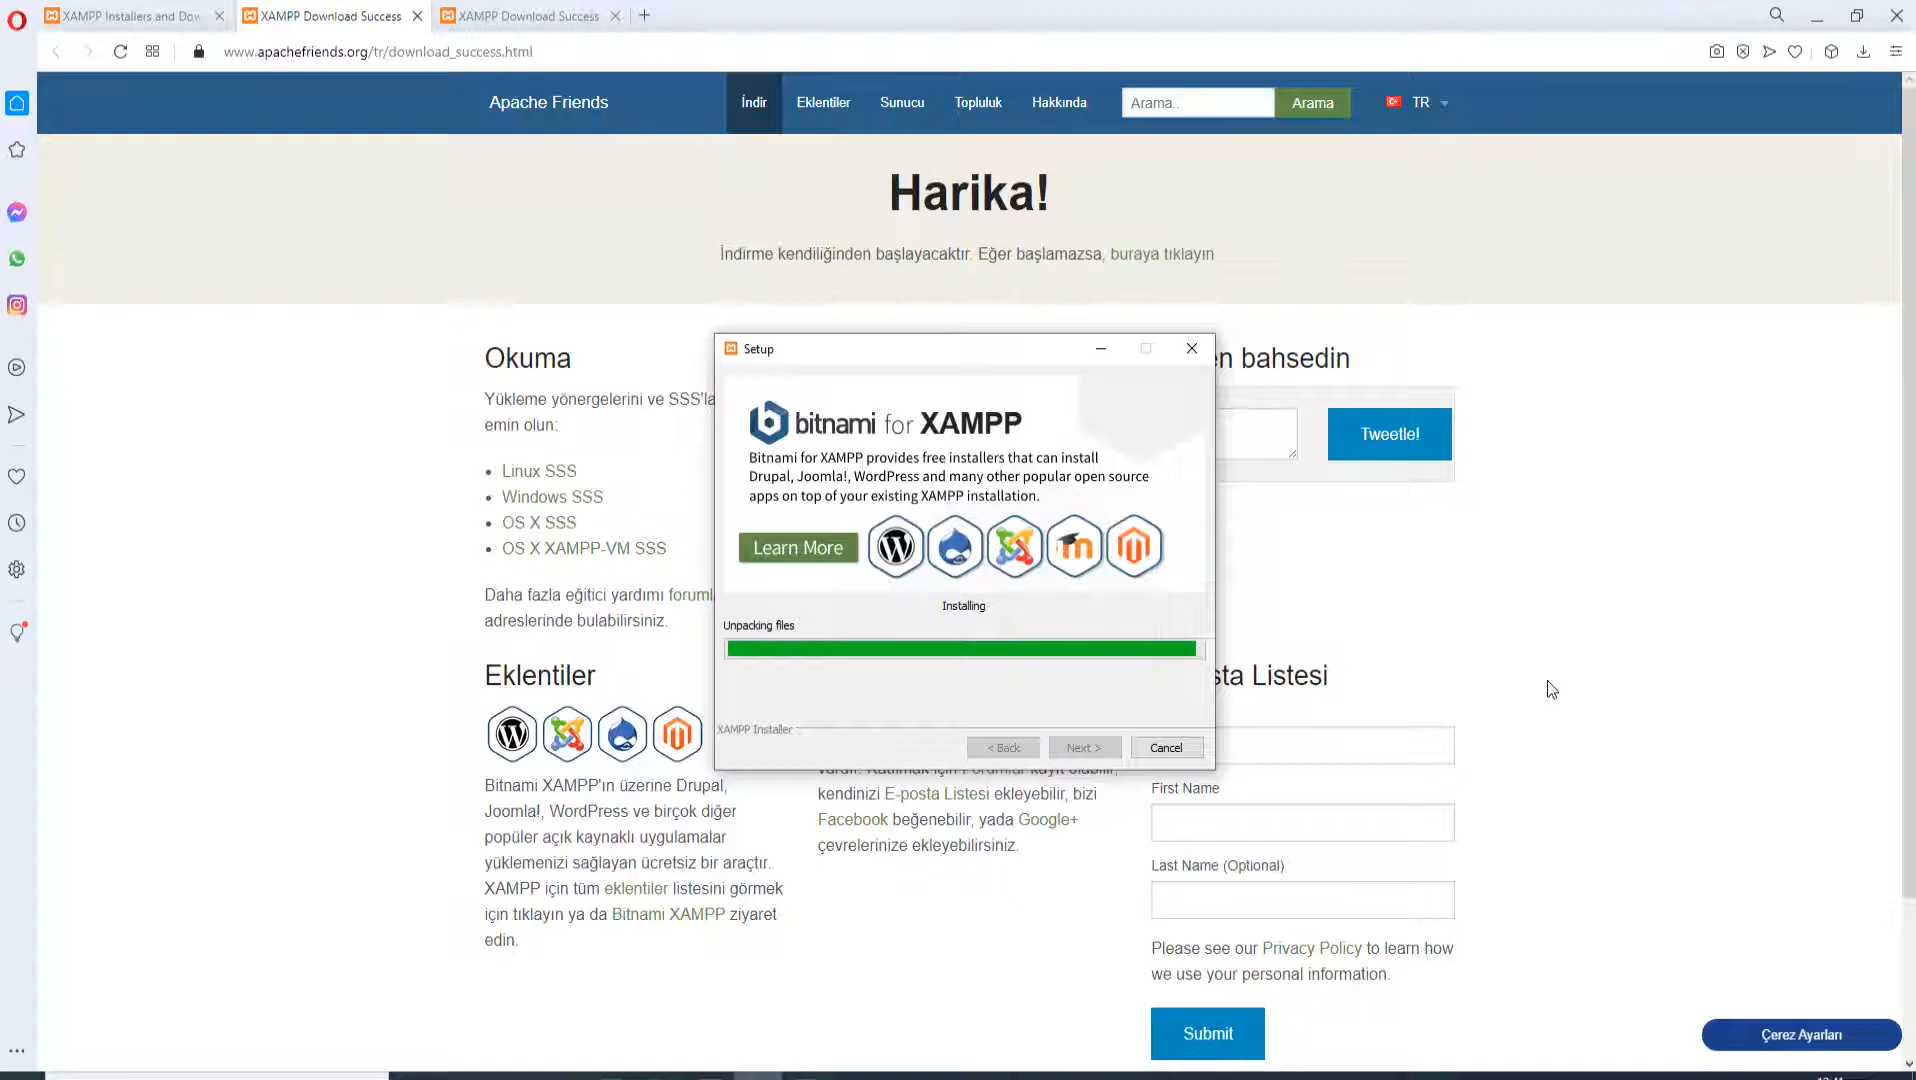 XAMPP Installers and Dow
XAMPP Download Success
XAMPP Download Success
www.apachefriends.org/tr/download_success.html
Apache Friends
İndir
Eklentiler
Sunucu
Topluluk
Hakkında
Arama..
Arama
TR
Harika!
İndirme kendiliğinden başlayacaktır. Eğer başlamazsa, buraya tıklayın
Okuma
Yükleme yönergelerini ve SSS'la
emin olun:
Linux SSS
Windows SSS
OS X SSS
OS X XAMPP-VM SSS
Daha fazla eğitici yardımı foruml
adreslerinde bulabilirsiniz.
en bahsedin
Tweetle!
Setup
bitnami for XAMPP
Bitnami for XAMPP provides free installers that can install
Drupal, Joomla!, WordPress and many other popular open source
apps on top of your existing XAMPP installation.
Learn More
Installing
Unpacking files
XAMPP Installer
< Back
Next >
Cancel
Eklentiler
Bitnami XAMPP'ın üzerine Drupal,
Joomla!, WordPress ve birçok diğer
popüler açık kaynaklı uygulamalar
yüklemenizi sağlayan ücretsiz bir araçtır.
XAMPP için tüm eklentiler listesini görmek
için tıklayın ya da Bitnami XAMPP ziyaret
edin.
vardır. Katılmak için Forumlar kayıt olabilir,
kendinizi E-posta Listesi ekleyebilir, bizi
Facebook beğenebilir, yada Google+
çevrelerinize ekleyebilirsiniz.
sta Listesi
First Name
Last Name (Optional)
Please see our Privacy Policy to learn how
we use your personal information.
Submit
Çerez Ayarları